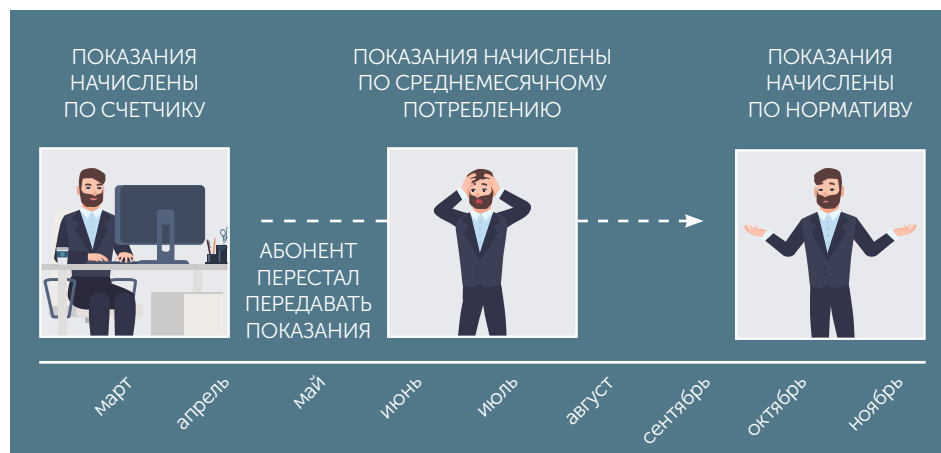 ПОКАЗАНИЯ
НАЧИСЛЕНЫ
ПО СЧЕТЧИКУ
ПОКАЗАНИЯ НАЧИСЛЕНЫ
ПО СРЕДНЕМЕСЯЧНОМУ
ПОТРЕБЛЕНИЮ
ПОКАЗАНИЯ
НАЧИСЛЕНЫ
ПО НОРМАТИВУ
АБОНЕНТ
ПЕРЕСТАЛ
ПЕРЕДАВАТЬ
ПОКАЗАНИЯ
март
апрель
май
июнь
июль
август
сентябрь
октябрь
ноябрь